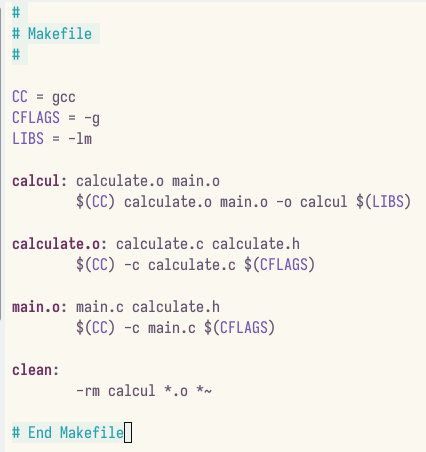 #
# Makefile
#
CC = gcc
CFLAGS = -g
LIBS = -lm
calcul: calculate.o main.o
$(CC) calculate.o main.o -o calcul $(LIBS)
calculate.o: calculate.c calculate.h
$(CC) -c calculate.c $(CFLAGS)
main.o: main.c calculate.h
$(CC) -c main.c $(CFLAGS)
clean:
-rm calcul *.o *~
# End Makefile